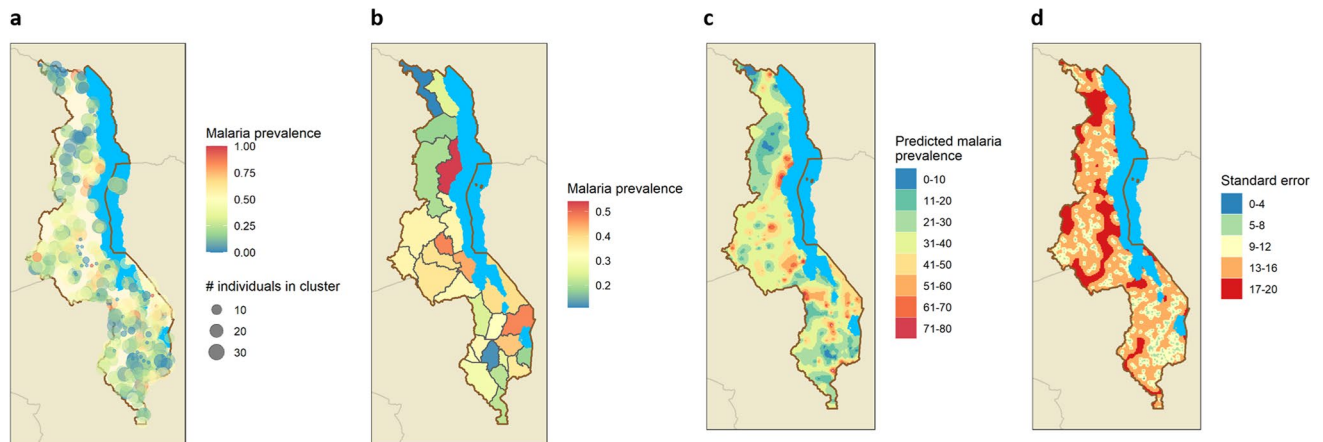 a
Malaria prevalence
1.00
0.75
0.50
0.25
0.00
# individuals in cluster
10
20
30
b
Malaria prevalence
0.5
0.4
0.3
0.2
c
Predicted malaria
prevalence
0-10
11-20
21-30
31-40
41-50
51-60
61-70
71-80
d
Standard error
0-4
5-8
9-12
13-16
17-20